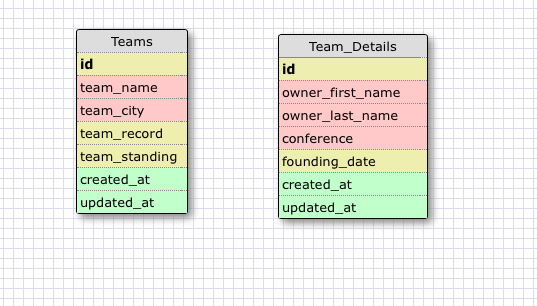 Teams
id
team_name
team_city
team_record
team_standing
created_at
updated_at
Team_Details
id
owner_first_name
owner_last_name
conference
founding_date
created_at
updated_at